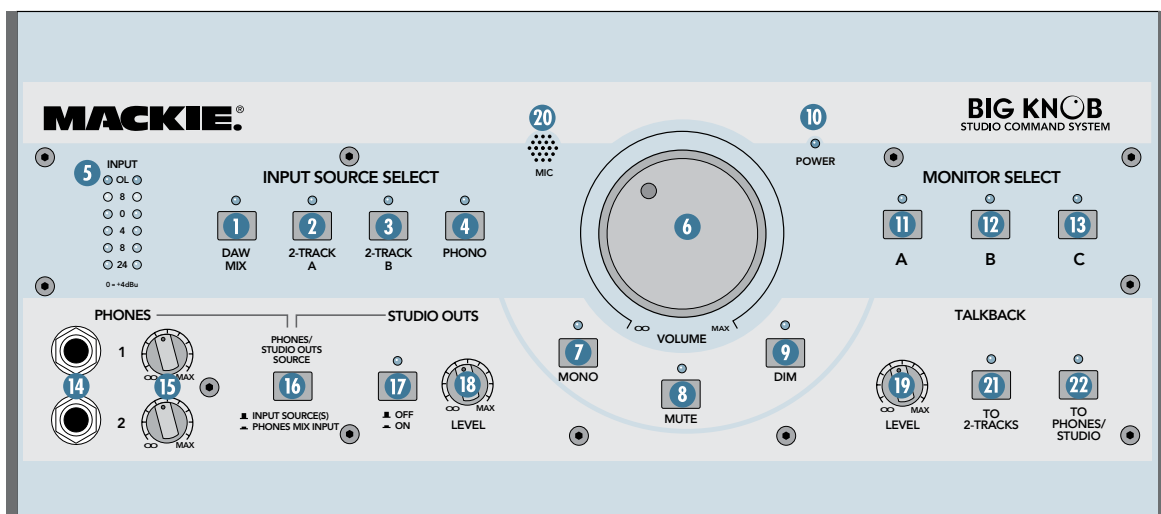 MACKIE.®
20
10
BIG KNOB
STUDIO COMMAND SYSTEM
MIC
POWER
5
INPUT
OL
8
0
4
8
24
0 = +4dBu
INPUT SOURCE SELECT
1
DAW
MIX
2
2-TRACK
A
3
2-TRACK
B
4
PHONO
6
∞
VOLUME
MAX
MONITOR SELECT
11
A
12
B
13
C
PHONES
14
1
2
15
∞ MAX
∞ MAX
STUDIO OUTS
PHONES/
STUDIO OUTS
SOURCE
16
INPUT SOURCE(S)
PHONES MIX INPUT
17
OFF
ON
18
∞ MAX
LEVEL
7
MONO
8
MUTE
9
DIM
TALKBACK
19
∞ MAX
LEVEL
21
TO
2-TRACKS
22
TO
PHONES/
STUDIO